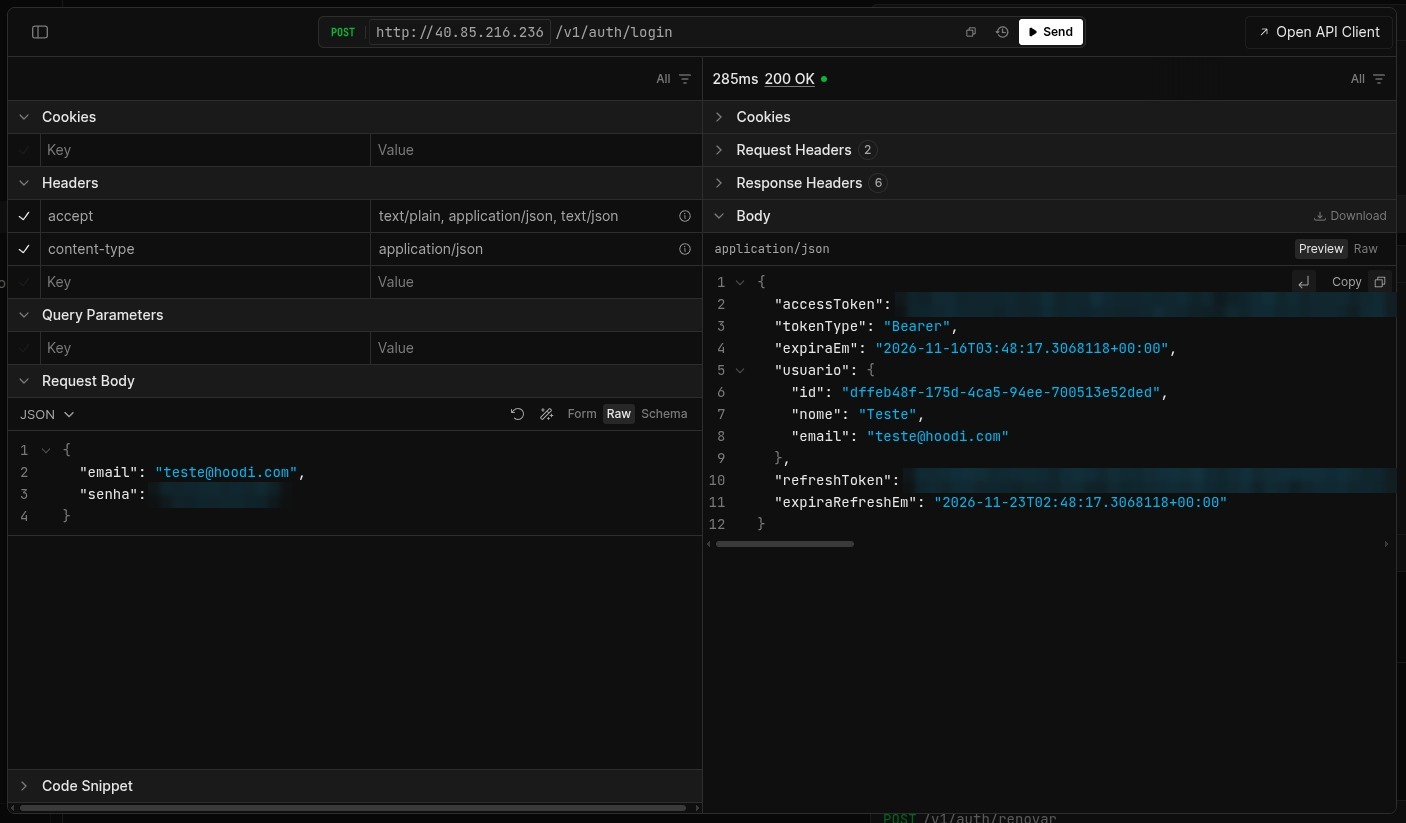 POST http://40.85.216.236 /v1/auth/login Send Open API Client
All
285ms 200 OK All
Cookies
Key Value
Headers
accept text/plain, application/json, text/json
content-type application/json
Key Value
Query Parameters
Key Value
Request Body
JSON Form Raw Schema
1 {
2 "email": "teste@hoodi.com",
3 "senha":
4 }
Code Snippet
Cookies
Request Headers 2
Response Headers 6
Body Download
application/json Preview Raw
Copy
1 {
2 "accessToken":
3 "tokenType": "Bearer",
4 "expiraEm": "2026-11-16T03:48:17.3068118+00:00",
5 "usuario": {
6 "id": "dffeb48f-175d-4ca5-94ee-700513e52ded",
7 "nome": "Teste",
8 "email": "teste@hoodi.com"
9 },
10 "refreshToken":
11 "expiraRefreshEm": "2026-11-23T02:48:17.3068118+00:00"
12 }
POST /v1/auth/renovar